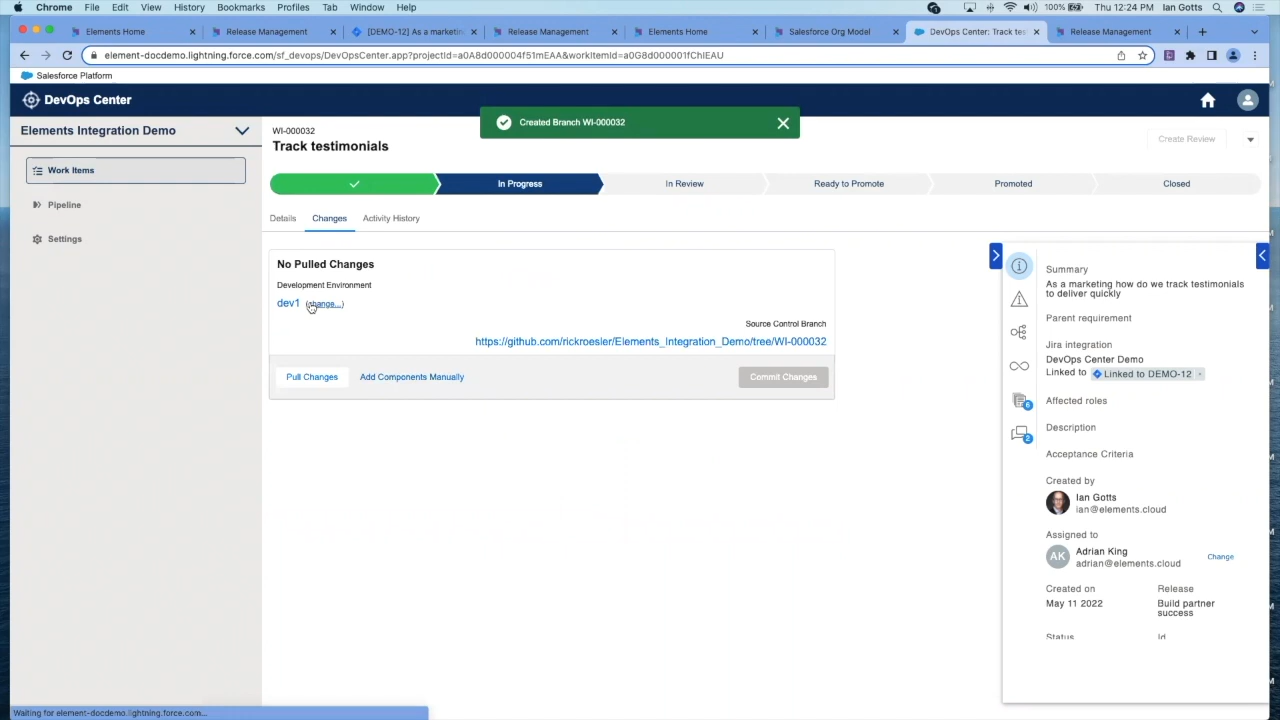 Chrome File Edit View History Bookmarks Profiles Tab Window Help 100% Thu 12:24 PM Ian Gotts
Elements Home Release Management [DEMO-12] As a marketin Release Management Elements Home Salesforce Org Model DevOps Center: Track tes Release Management
element-docdemo.lightning.force.com/sf_devops/DevOpsCenter.app?projectId=a0A8d000004f51mEAA&workItemId=a0G8d000001fChIEAU
Salesforce Platform
DevOps Center
Created Branch WI-000032
Elements Integration Demo
WI-000032
Track testimonials
Create Review
Work Items
Pipeline
Settings
In Progress In Review Ready to Promote Promoted Closed
Details Changes Activity History
No Pulled Changes
Development Environment
dev1 (change...)
Source Control Branch
https://github.com/rickroesler/Elements_Integration_Demo/tree/WI-000032
Pull Changes Add Components Manually Commit Changes
Summary
As a marketing how do we track testimonials
to deliver quickly
Parent requirement
Jira integration
DevOps Center Demo
Linked to Linked to DEMO-12
6
Affected roles
Description
2
Acceptance Criteria
Created by
Ian Gotts
ian@elements.cloud
Assigned to
AK Adrian King
adrian@elements.cloud
Change
Created on Release
May 11 2022 Build partner
success
Status Id
Waiting for element-docdemo.lightning.force.com...